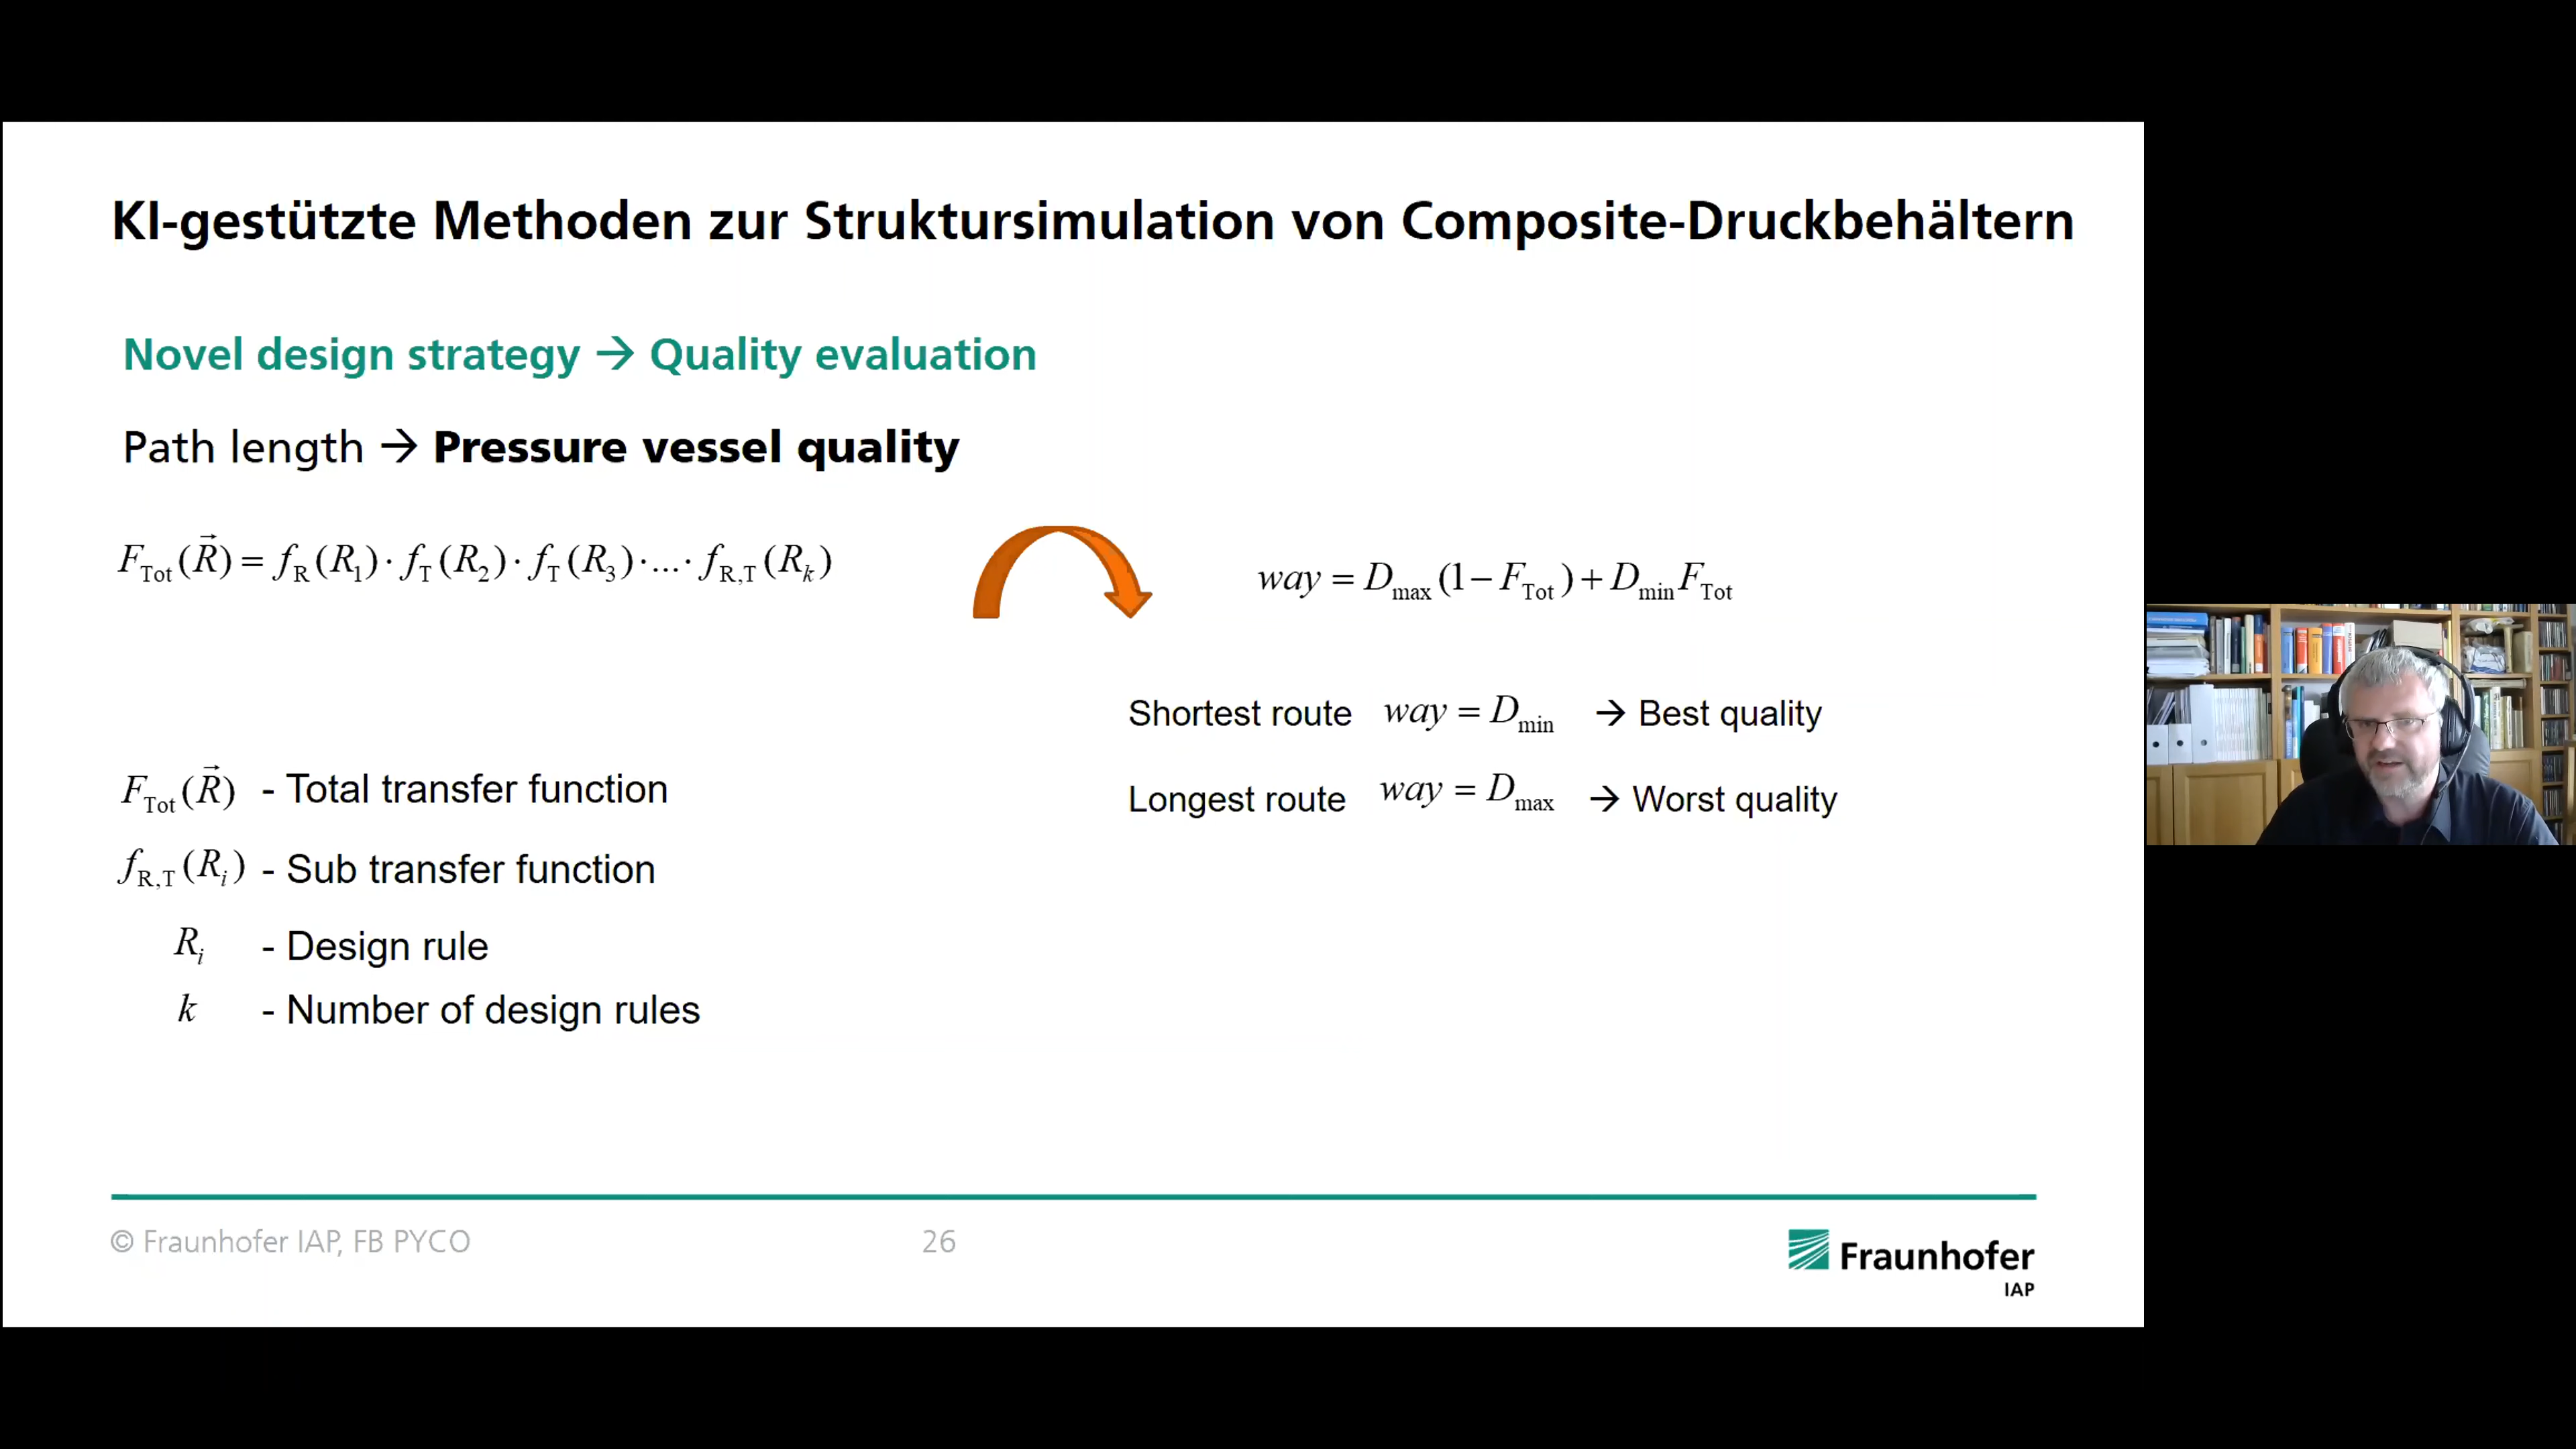 KI-gestützte Methoden zur Struktursimulation von Composite-Druckbehältern
Novel design strategy → Quality evaluation
Path length → Pressure vessel quality
F_Tot(R⃗) = f_R(R_1) · f_T(R_2) · f_T(R_3) · ... · f_R,T(R_k)
way = D_max(1 − F_Tot) + D_min F_Tot
Shortest route way = D_min → Best quality
Longest route way = D_max → Worst quality
F_Tot(R⃗) - Total transfer function
f_R,T(R_i) - Sub transfer function
R_i - Design rule
k - Number of design rules
© Fraunhofer IAP, FB PYCO
26
Fraunhofer
IAP